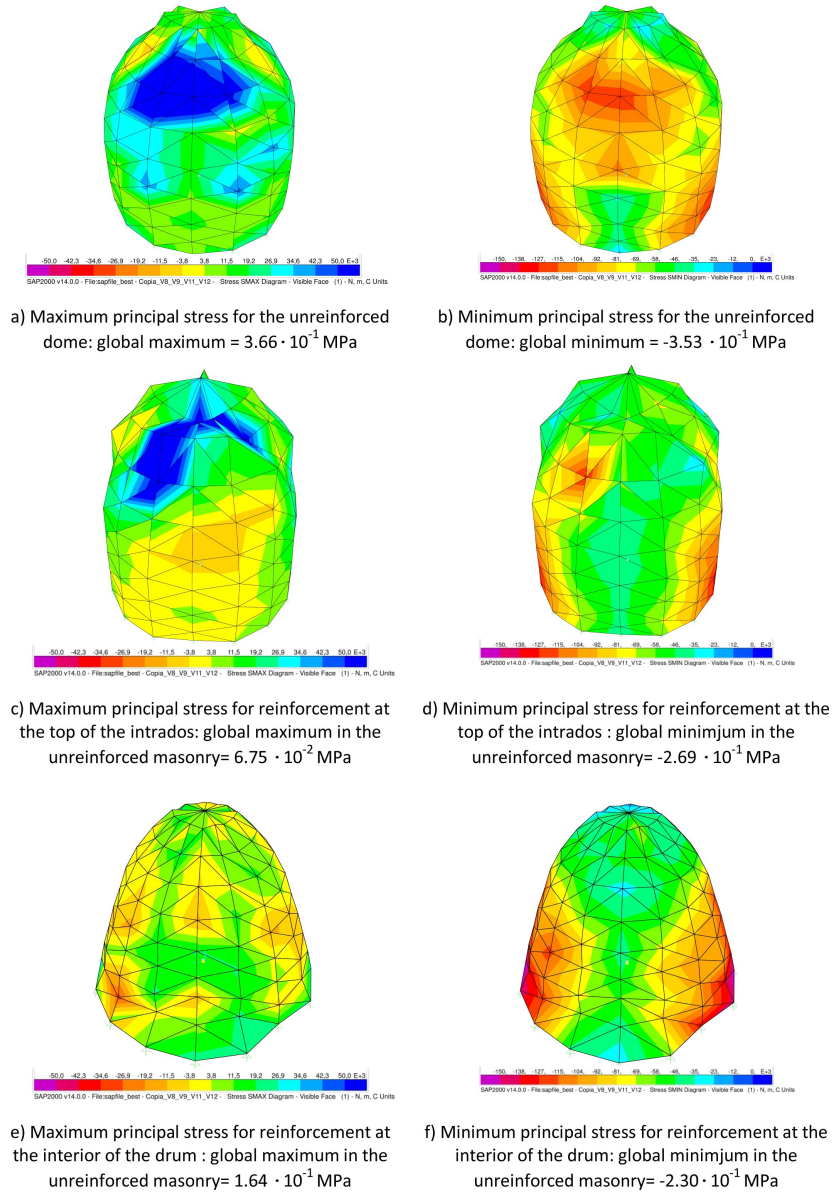 -50,0 -42,3 -34,6 -26,9 -19,2 -11,5 -3,8 3,8 11,5 19,2 26,9 34,6 42,3 50,0 E+3
SAP2000 v14.0.0 - File:sapfile_best - Copia_V8_V9_V11_V12 - Stress SMAX Diagram - Visible Face (1) - N, m, C Units
-150, -138, -127, -115, -104, -92, -81, -69, -58, -46, -35, -23, -12, 0, E+3
SAP2000 v14.0.0 - File:sapfile_best - Copia_V8_V9_V11_V12 - Stress SMIN Diagram - Visible Face (1) - N, m, C Units
a) Maximum principal stress for the unreinforced
dome: global maximum = 3.66 · 10^-1 MPa
b) Minimum principal stress for the unreinforced
dome: global minimum = -3.53 · 10^-1 MPa
-50,0 -42,3 -34,6 -26,9 -19,2 -11,5 -3,8 3,8 11,5 19,2 26,9 34,6 42,3 50,0 E+3
SAP2000 v14.0.0 - File:sapfile_best - Copia_V8_V9_V11_V12 - Stress SMAX Diagram - Visible Face (1) - N, m, C Units
-150, -138, -127, -115, -104, -92, -81, -69, -58, -46, -35, -23, -12, 0, E+3
SAP2000 v14.0.0 - File:sapfile_best - Copia_V8_V9_V11_V12 - Stress SMIN Diagram - Visible Face (1) - N, m, C Units
c) Maximum principal stress for reinforcement at
the top of the intrados: global maximum in the
unreinforced masonry= 6.75 · 10^-2 MPa
d) Minimum principal stress for reinforcement at the
top of the intrados : global minimjum in the
unreinforced masonry= -2.69 · 10^-1 MPa
-50,0 -42,3 -34,6 -26,9 -19,2 -11,5 -3,8 3,8 11,5 19,2 26,9 34,6 42,3 50,0 E+3
SAP2000 v14.0.0 - File:sapfile_best - Copia_V8_V9_V11_V12 - Stress SMAX Diagram - Visible Face (1) - N, m, C Units
-150, -138, -127, -115, -104, -92, -81, -69, -58, -46, -35, -23, -12, 0, E+3
SAP2000 v14.0.0 - File:sapfile_best - Copia_V8_V9_V11_V12 - Stress SMIN Diagram - Visible Face (1) - N, m, C Units
e) Maximum principal stress for reinforcement at
the interior of the drum : global maximum in the
unreinforced masonry= 1.64 · 10^-1 MPa
f) Minimum principal stress for reinforcement at the
interior of the drum: global minimjum in the
unreinforced masonry= -2.30 · 10^-1 MPa